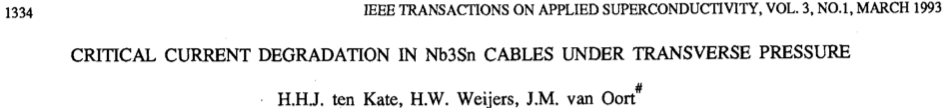 1334
IEEE TRANSACTIONS ON APPLIED SUPERCONDUCTIVITY, VOL. 3, NO.1, MARCH 1993
CRITICAL CURRENT DEGRADATION IN Nb3Sn CABLES UNDER TRANSVERSE PRESSURE
H.H.J. ten Kate, H.W. Weijers, J.M. van Oort#